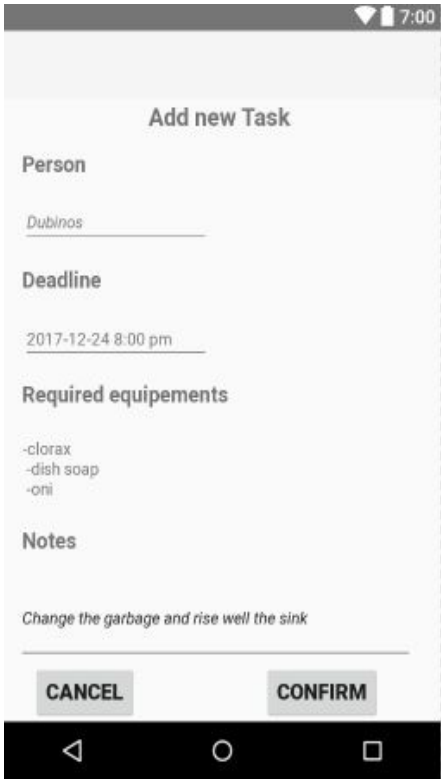 7:00
Add new Task
Person
Dubinos
Deadline
2017-12-24 8:00 pm
Required equipements
-clorax
-dish soap
-oni
Notes
Change the garbage and rise well the sink
CANCEL CONFIRM